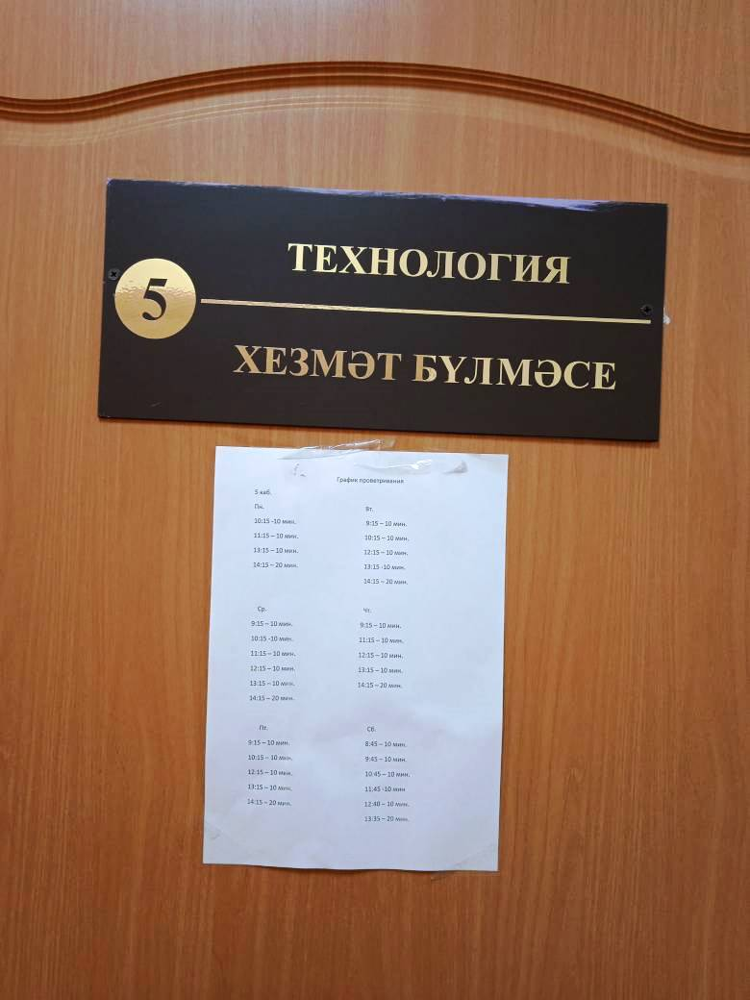 5
ТЕХНОЛОГИЯ
ХЕЗМӘТ БҮЛМӘСЕ
График проветривания
5 каб.
Пн.
10:15 -10 мин.
11:15 – 10 мин.
13:15 – 10 мин.
14:15 – 20 мин.
Вт.
9:15 – 10 мин.
10:15 – 10 мин.
12:15 – 10 мин.
13:15 -10 мин.
14:15 – 20 мин.
Ср.
9:15 – 10 мин.
10:15 -10 мин.
11:15 – 10 мин.
12:15 – 10 мин.
13:15 – 10 мин.
14:15 – 20 мин.
Чт.
9:15 – 10 мин.
11:15 – 10 мин.
12:15 – 10 мин.
13:15 – 10 мин.
14:15 – 20 мин.
Пт.
9:15 – 10 мин.
10:15 – 10 мин.
12:15 – 10 мин.
13:15 – 10 мин.
14:15 – 20 мин.
Сб.
8:45 – 10 мин.
9:45 – 10 мин.
10:45 – 10 мин.
11:45 -10 мин
12:40 – 10 мин.
13:35 – 20 мин.